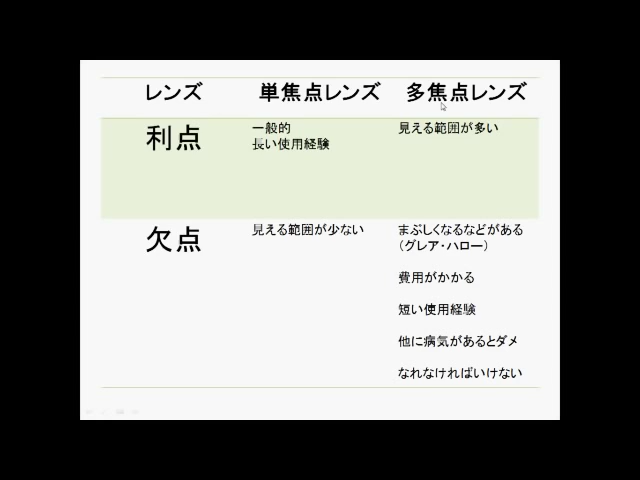 レンズ 単焦点レンズ 多焦点レンズ
利点 一般的 見える範囲が多い
長い使用経験
欠点 見える範囲が少ない まぶしくなるなどがある
（グレア・ハロー）
費用がかかる
短い使用経験
他に病気があるとダメ
なれなければいけない